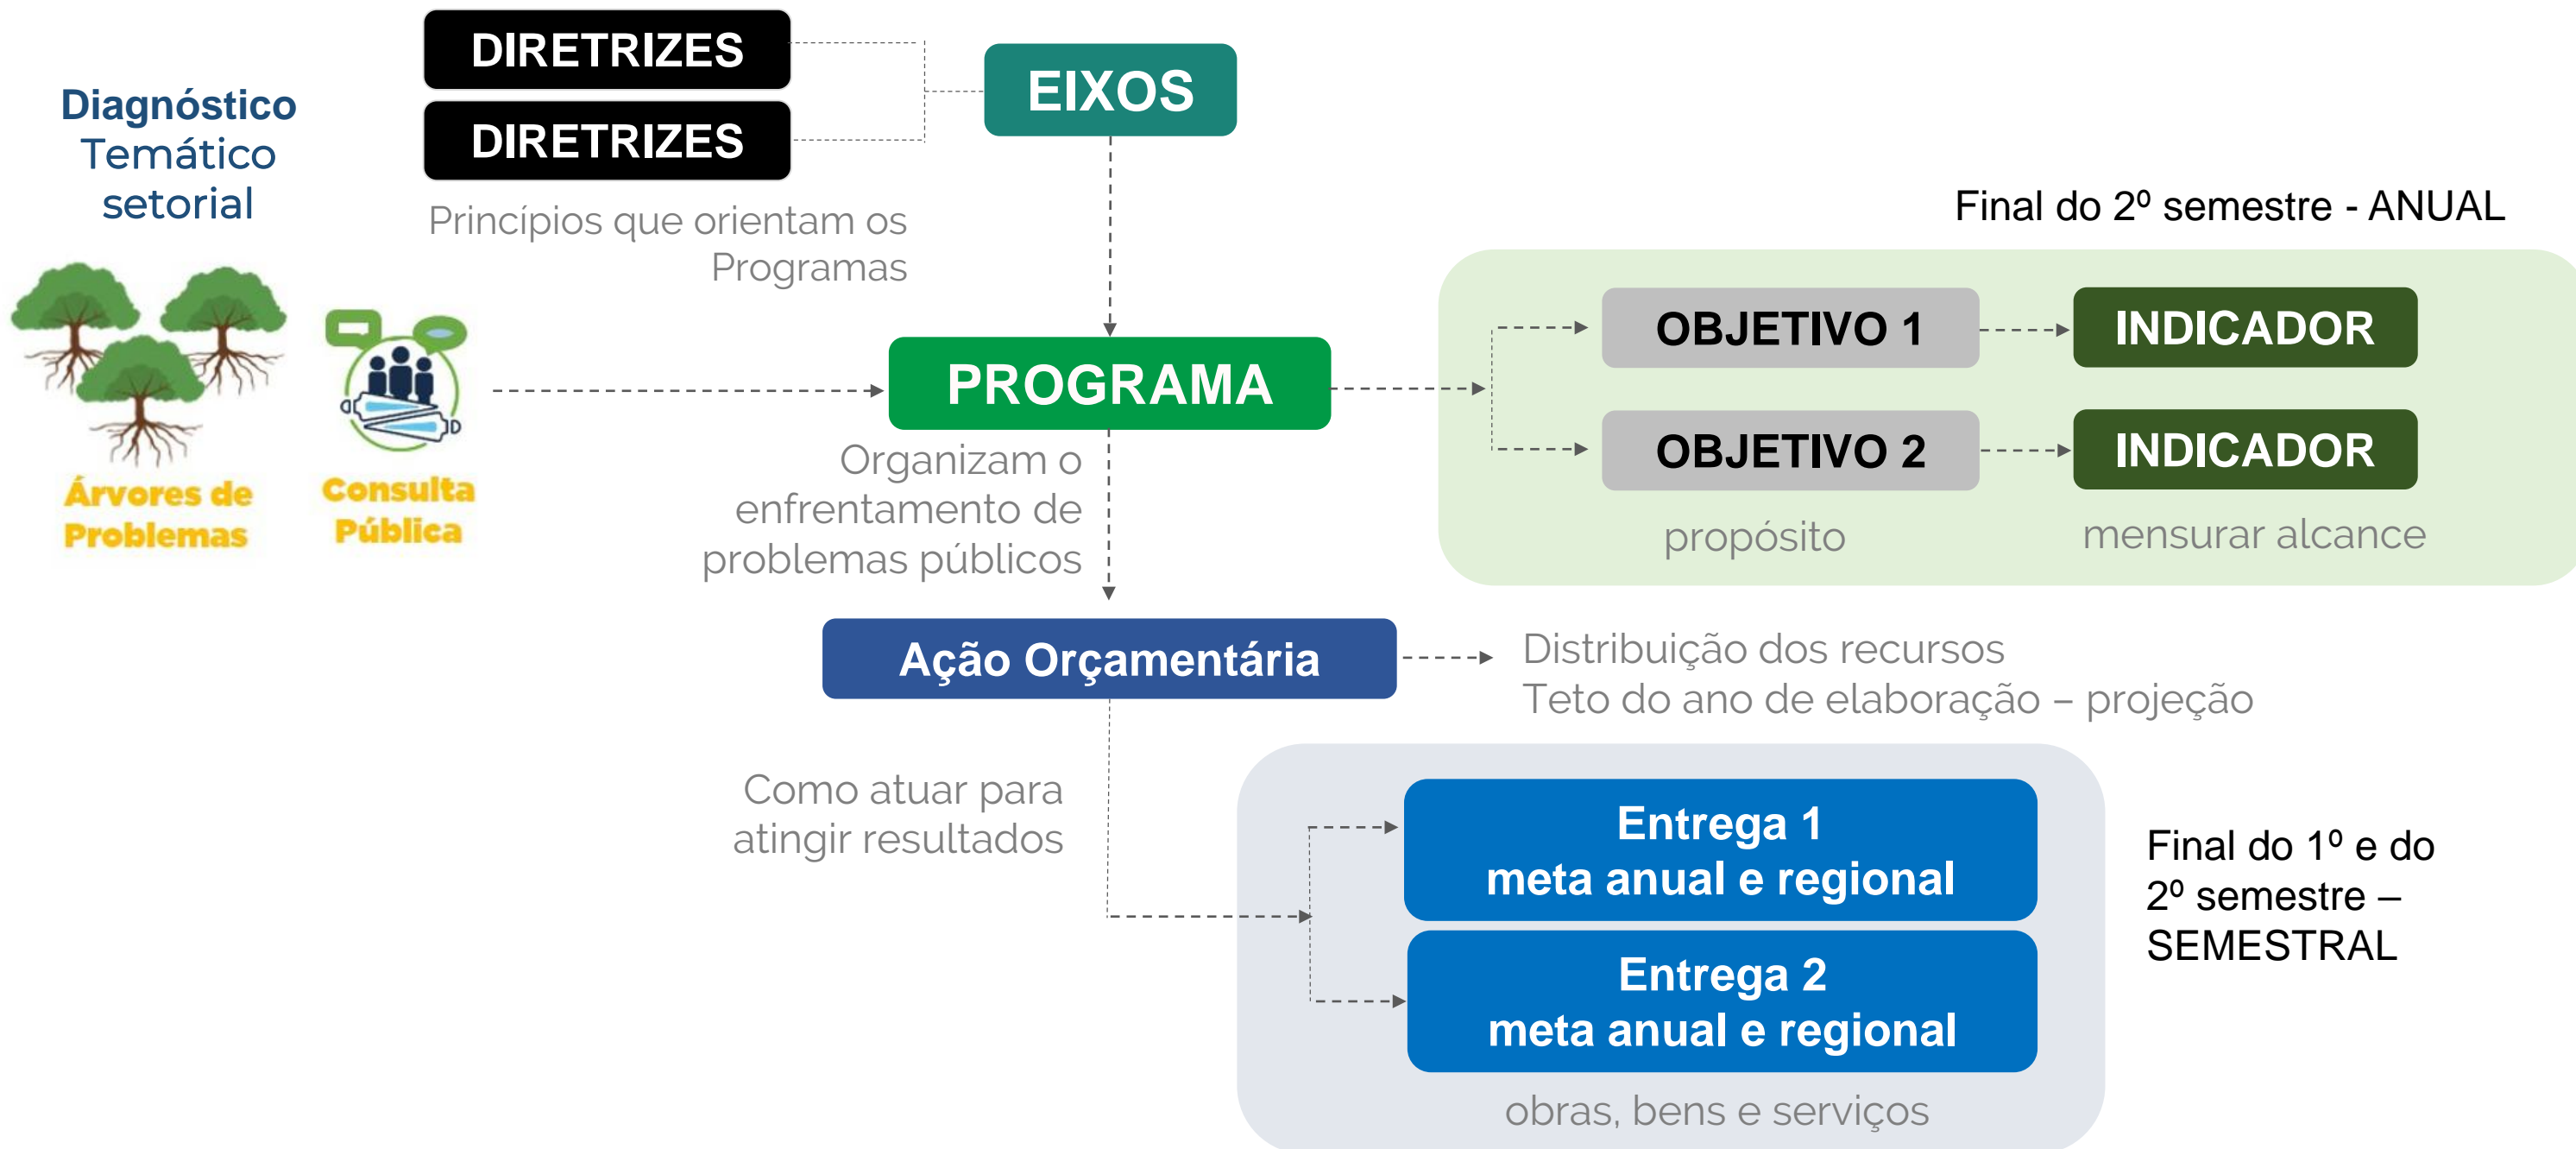 Diagnóstico
Temático
setorial
Árvores de
Problemas
Consulta
Pública
DIRETRIZES
DIRETRIZES
Princípios que orientam os
Programas
EIXOS
PROGRAMA
Organizam o
enfrentamento de
problemas públicos
Final do 2º semestre - ANUAL
OBJETIVO 1
INDICADOR
OBJETIVO 2
INDICADOR
propósito
mensurar alcance
Ação Orçamentária
Distribuição dos recursos
Teto do ano de elaboração – projeção
Como atuar para
atingir resultados
Entrega 1
meta anual e regional
Entrega 2
meta anual e regional
obras, bens e serviços
Final do 1º e do
2º semestre –
SEMESTRAL